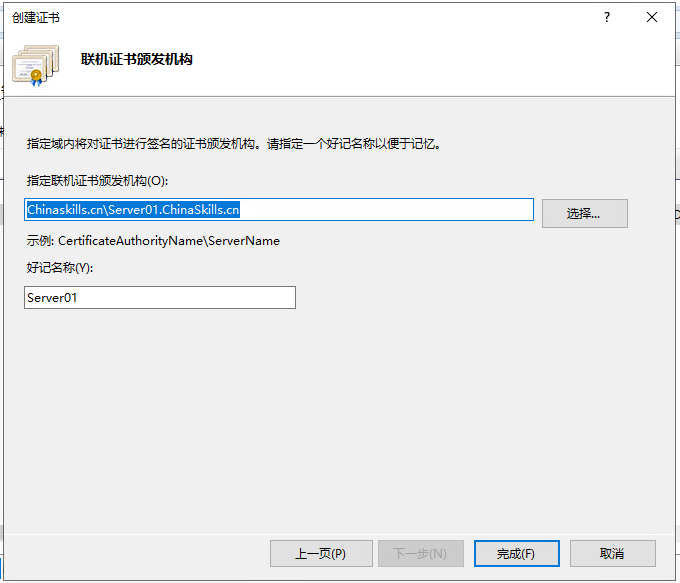 创建证书
?
联机证书颁发机构
指定域内将对证书进行签名的证书颁发机构。请指定一个好记名称以便于记忆。
指定联机证书颁发机构(O):
Chinaskills.cn\Server01.ChinaSkills.cn
选择...
示例: CertificateAuthorityName\ServerName
好记名称(Y):
Server01
上一页(P)
下一步(N)
完成(F)
取消